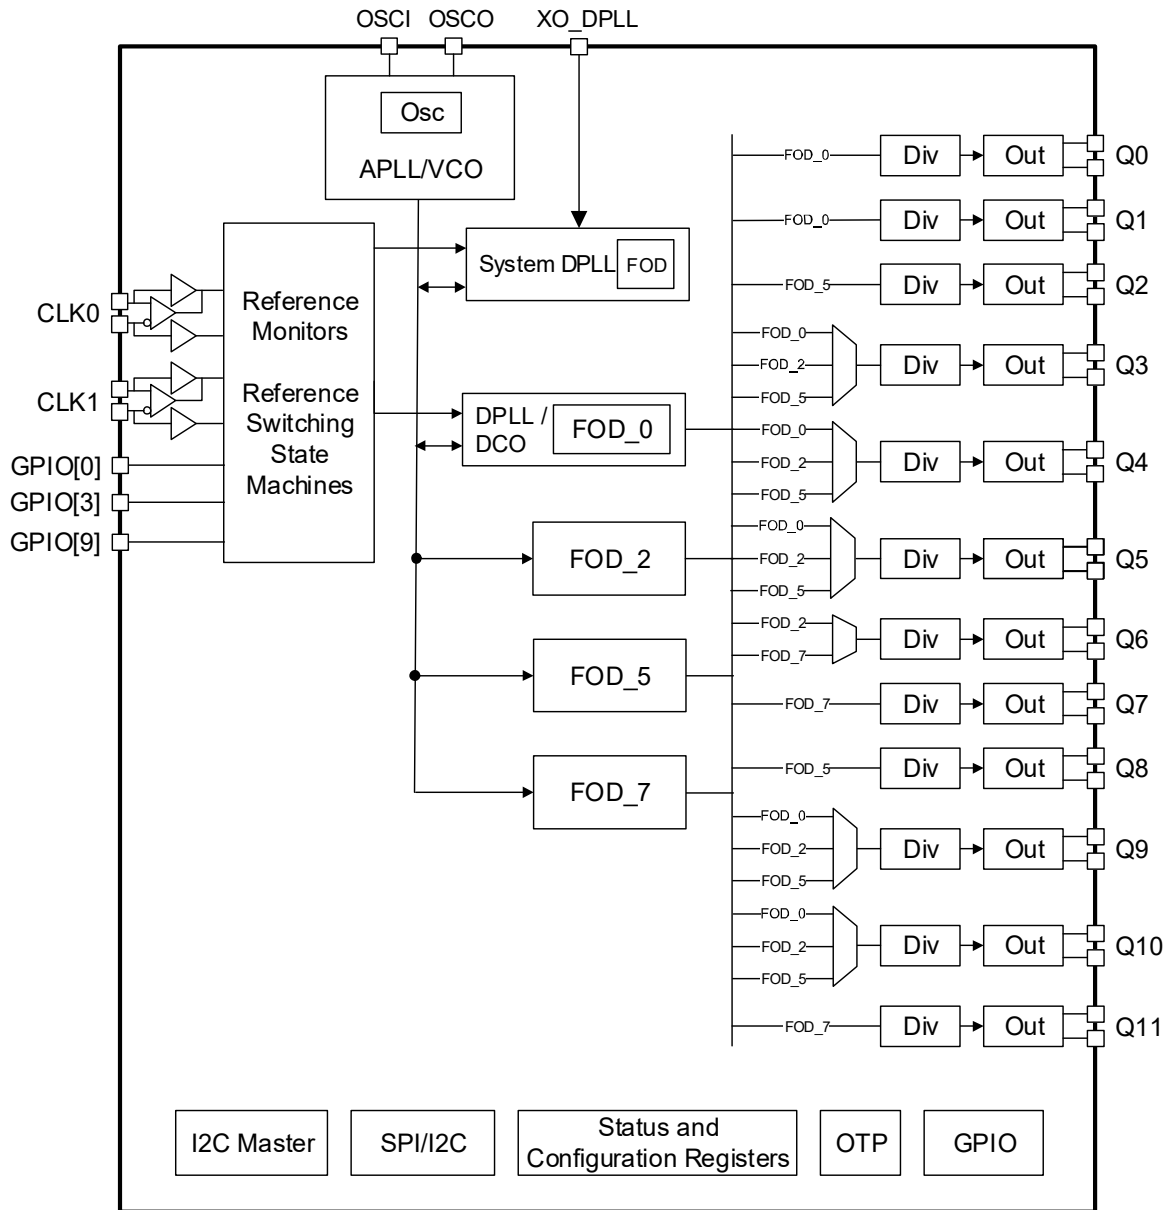 OSCI OSCO XO_DPLL
Osc
APLL/VCO
System DPLL FOD
Reference
Monitors
Reference
Switching
State
Machines
CLK0
CLK1
GPIO[0]
GPIO[3]
GPIO[9]
DPLL /
DCO
FOD_0
FOD_2
FOD_5
FOD_7
FOD_0 Div Out Q0
FOD_0 Div Out Q1
FOD_5 Div Out Q2
FOD_0
FOD_2 Div Out Q3
FOD_5
FOD_0
FOD_2 Div Out Q4
FOD_5
FOD_0
FOD_2 Div Out Q5
FOD_5
FOD_2
Div Out Q6
FOD_7
FOD_7 Div Out Q7
FOD_5 Div Out Q8
FOD_0
FOD_2 Div Out Q9
FOD_5
FOD_0
FOD_2 Div Out Q10
FOD_5
FOD_7 Div Out Q11
I2C Master
SPI/I2C
Status and
Configuration Registers
OTP
GPIO